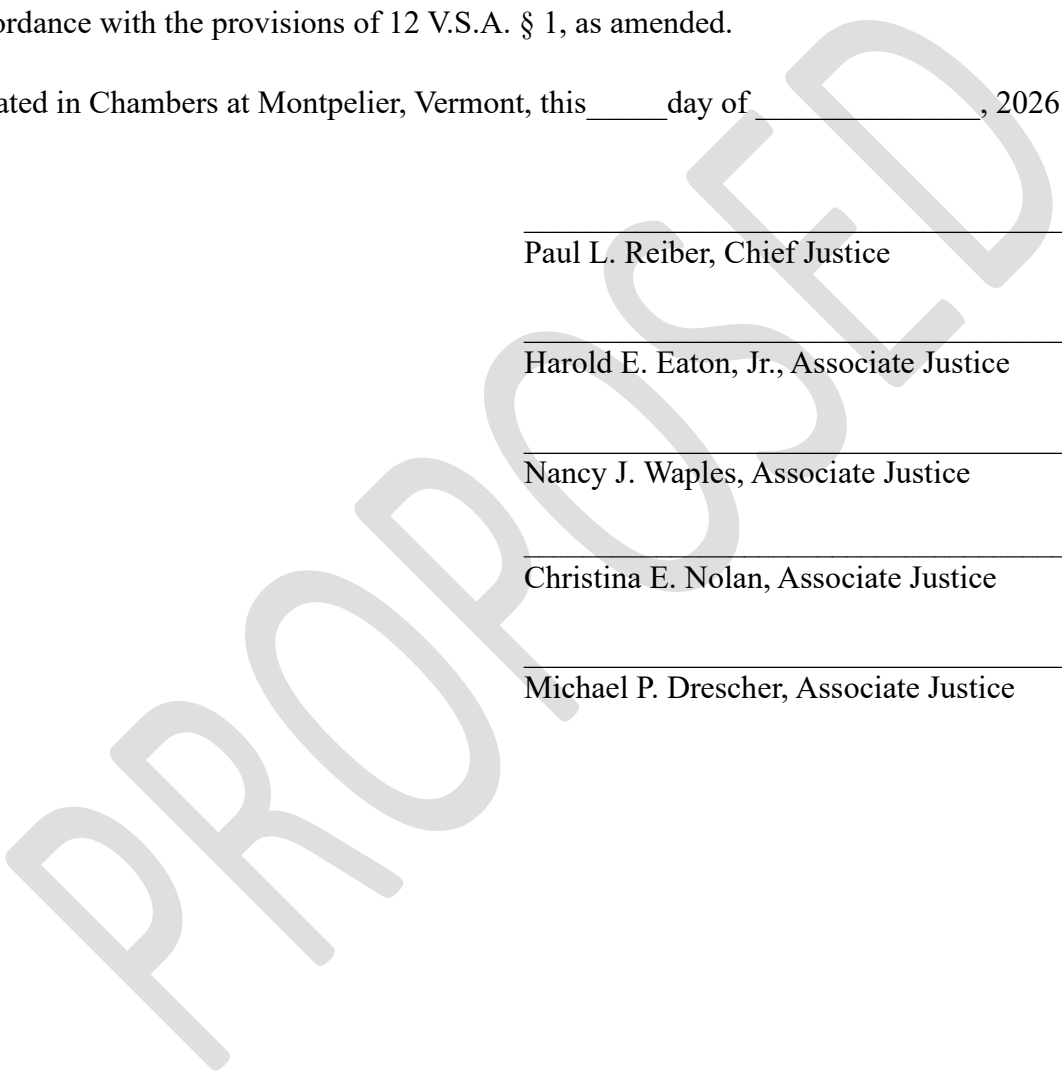 ordance with the provisions of 12 V.S.A. § 1, as amended.
ated in Chambers at Montpelier, Vermont, this_____day of ______________, 2026
Paul L. Reiber, Chief Justice
Harold E. Eaton, Jr., Associate Justice
Nancy J. Waples, Associate Justice
Christina E. Nolan, Associate Justice
Michael P. Drescher, Associate Justice
PROPOSED